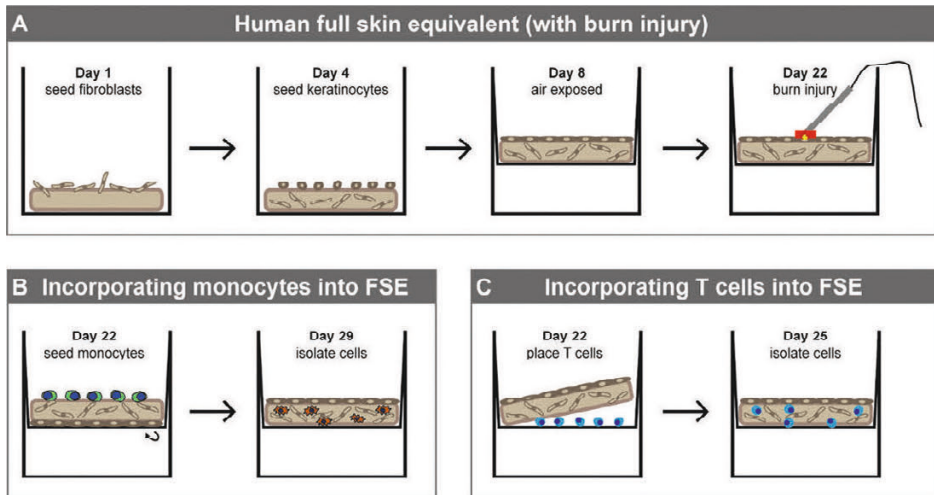 A Human full skin equivalent (with burn injury)
Day 1
seed fibroblasts
Day 4
seed keratinocytes
Day 8
air exposed
Day 22
burn injury
B Incorporating monocytes into FSE
Day 22
seed monocytes
Day 29
isolate cells
C Incorporating T cells into FSE
Day 22
place T cells
Day 25
isolate cells